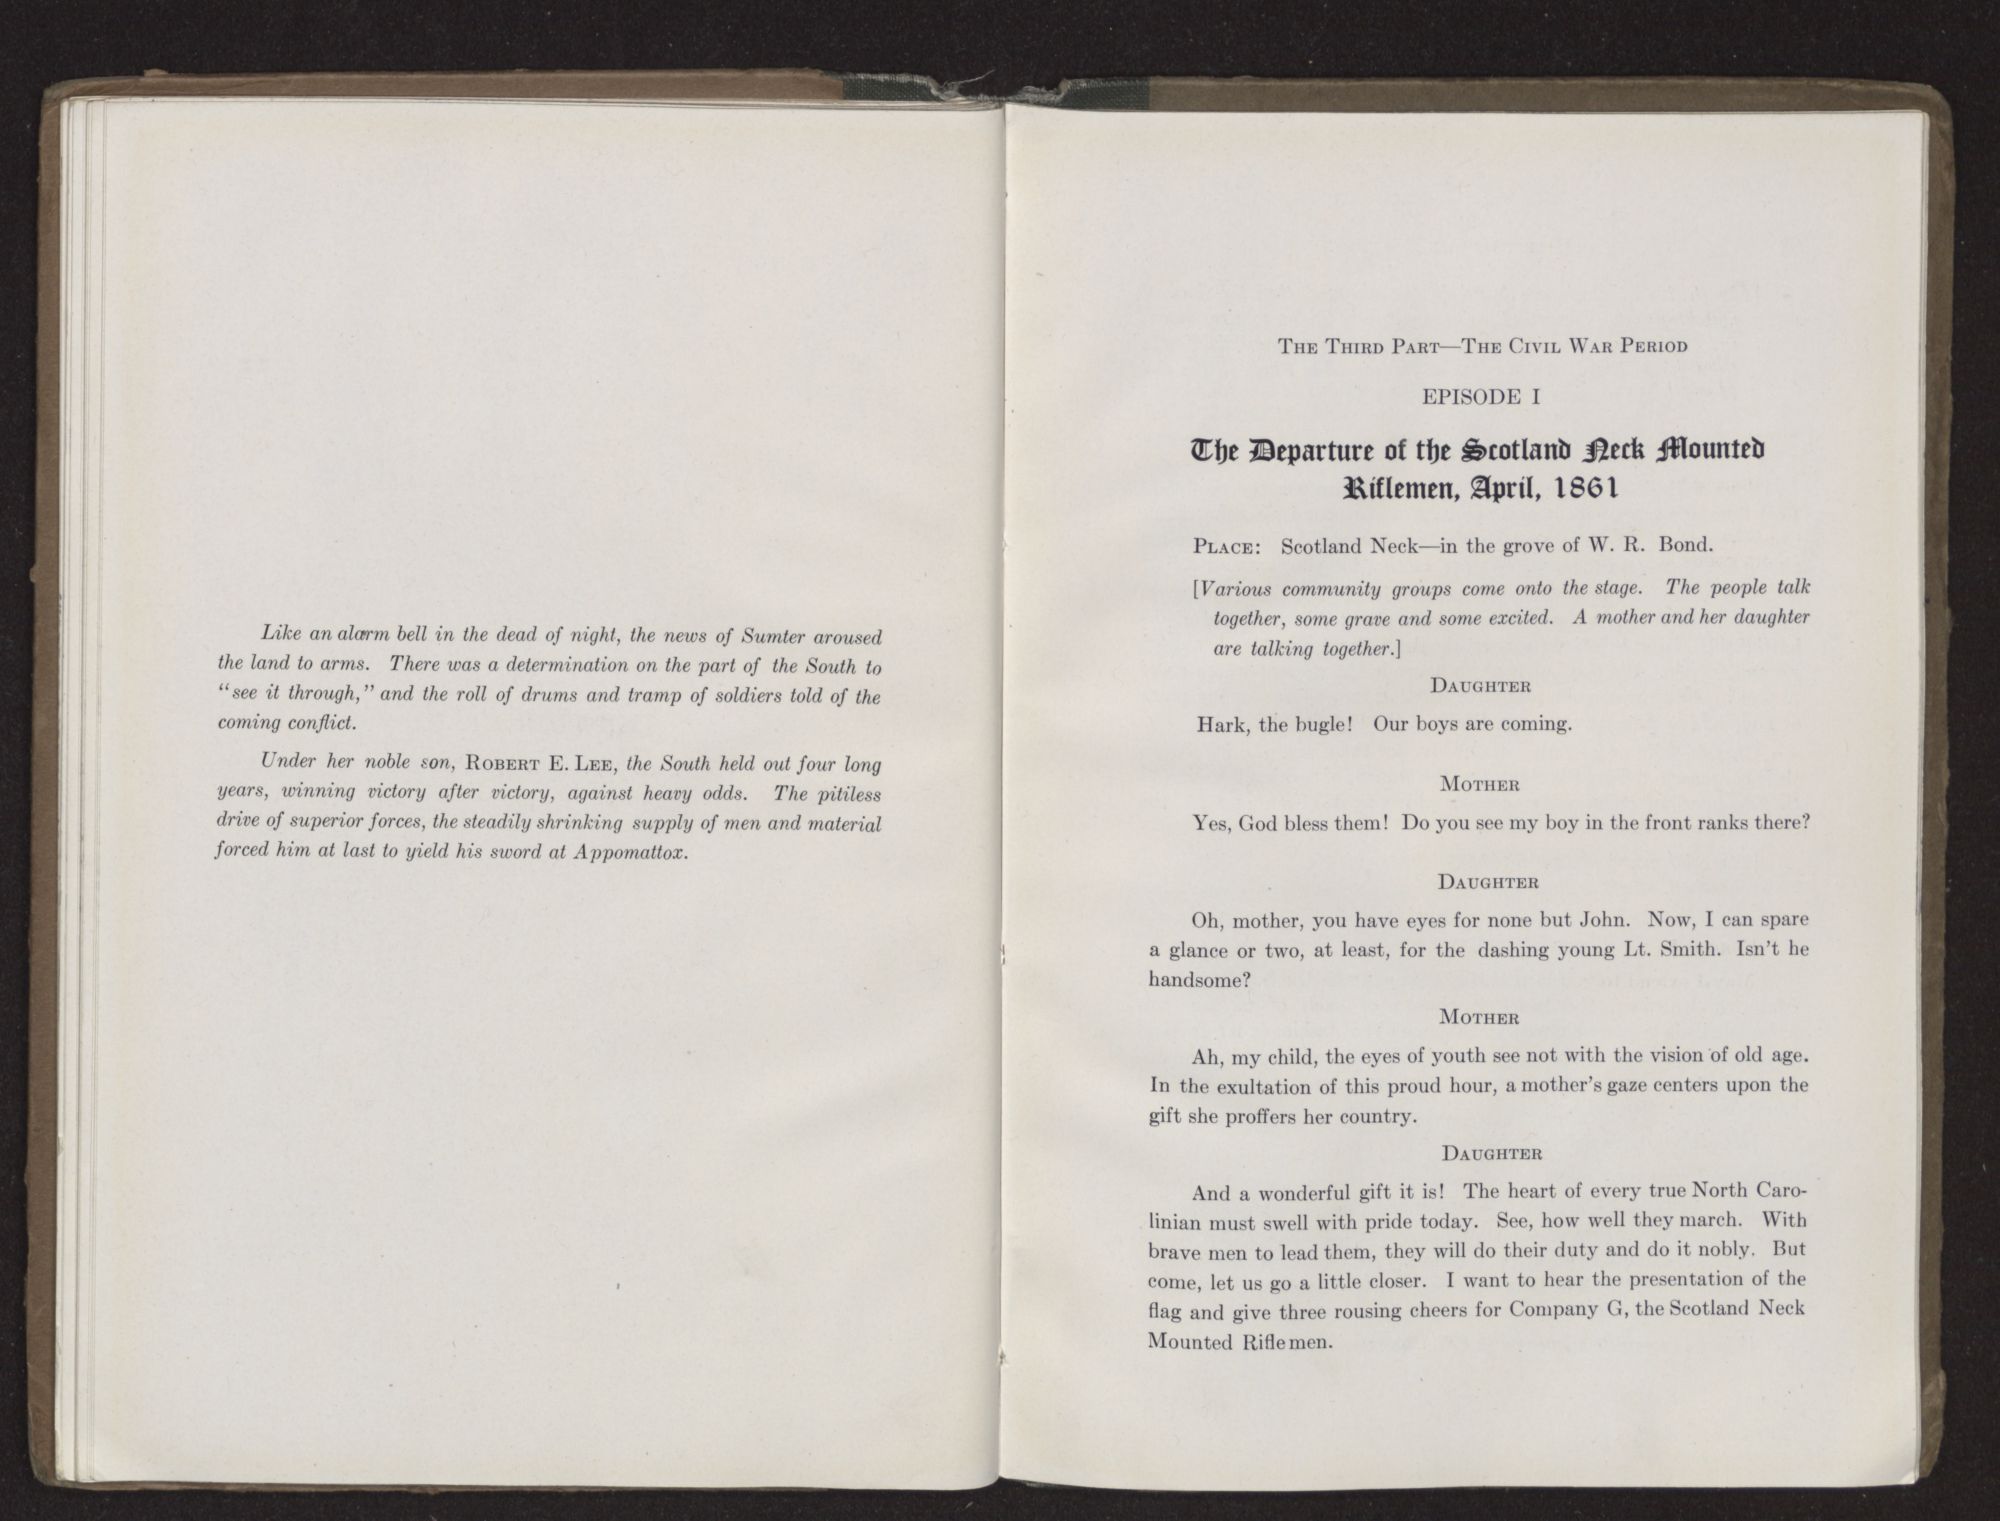 Like an alarm bell in the dead of night, the news of Sumter aroused
the land to arms. There was a determination on the part of the South to
“see it through,” and the roll of drums and tramp of soldiers told of the
coming conflict.
Under her noble son, ROBERT E. LEE, the South held out four long
years, winning victory after victory, against heavy odds. The pitiless
drive of superior forces, the steadily shrinking supply of men and material
forced him at last to yield his sword at Appomattox.
THE THIRD PART—THE CIVIL WAR PERIOD
EPISODE I
The Departure of the Scotland Neck Mounted
Riflemen, April, 1861
PLACE: Scotland Neck—in the grove of W. R. Bond.
[Various community groups come onto the stage. The people talk
together, some grave and some excited. A mother and her daughter
are talking together.]
DAUGHTER
Hark, the bugle! Our boys are coming.
MOTHER
Yes, God bless them! Do you see my boy in the front ranks there?
DAUGHTER
Oh, mother, you have eyes for none but John. Now, I can spare
a glance or two, at least, for the dashing young Lt. Smith. Isn’t he
handsome?
MOTHER
Ah, my child, the eyes of youth see not with the vision of old age.
In the exultation of this proud hour, a mother’s gaze centers upon the
gift she proffers her country.
DAUGHTER
And a wonderful gift it is! The heart of every true North Caro-
linian must swell with pride today. See, how well they march. With
brave men to lead them, they will do their duty and do it nobly. But
come, let us go a little closer. I want to hear the presentation of the
flag and give three rousing cheers for Company G, the Scotland Neck
Mounted Riflemen.